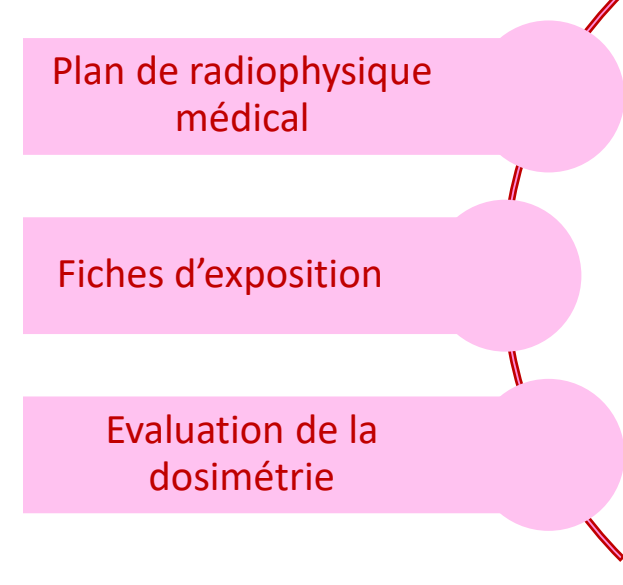 Plan de radiophysique
médical
Fiches d’exposition
Evaluation de la
dosimétrie